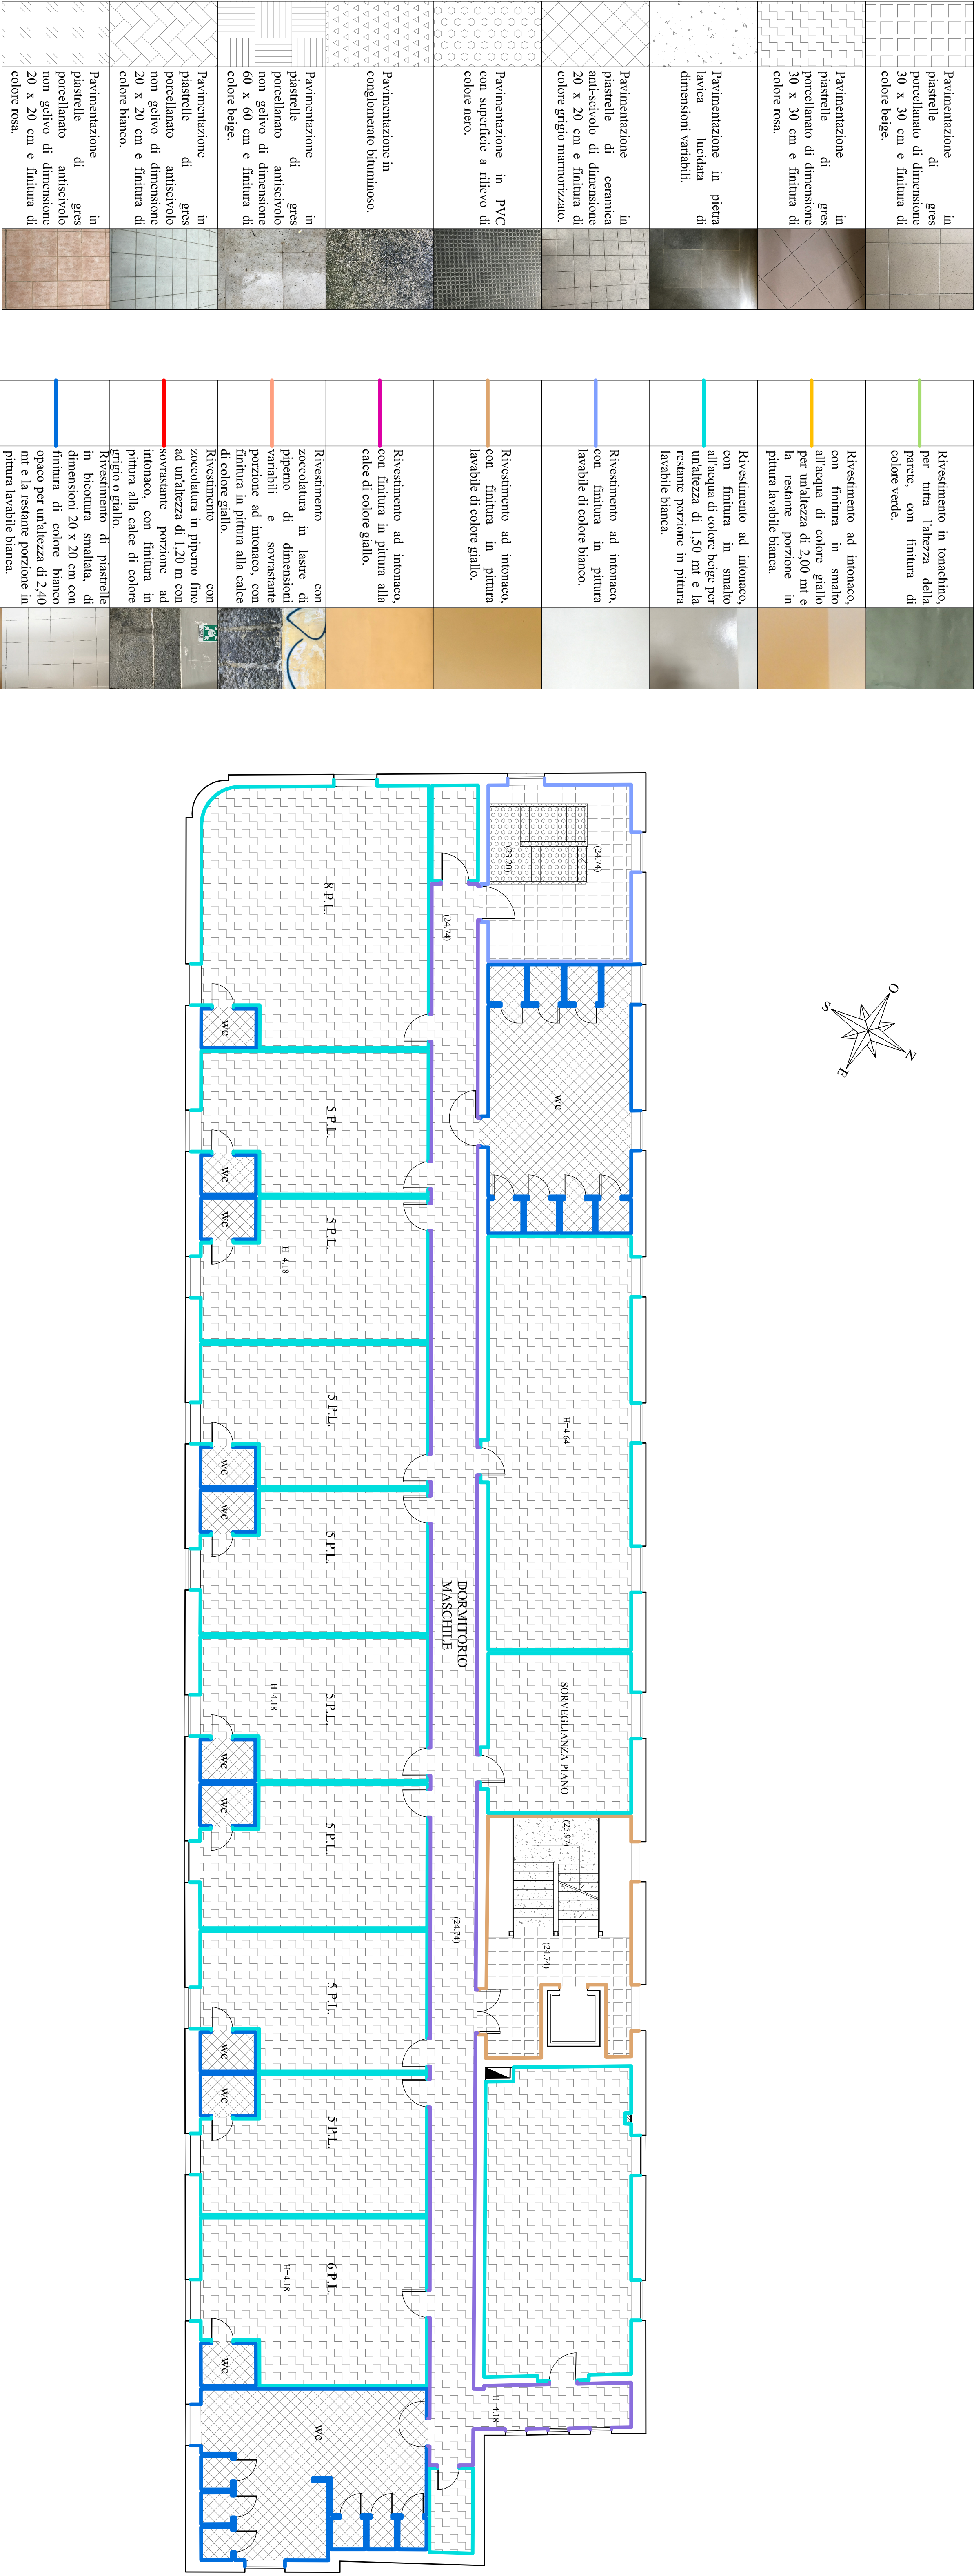 Pavimentazione in
piastrelle di gres
porcellanato di dimensione
30 x 30 cm e finitura di
colore beige.
Pavimentazione in
piastrelle di gres
porcellanato di dimensione
30 x 30 cm e finitura di
colore rosa.
Pavimentazione in pietra
lavica lucidata di
dimensioni variabili.
Pavimentazione in
piastrelle di ceramica
anti-scivolo di dimensione
20 x 20 cm e finitura di
colore grigio marmorizzato.
Pavimentazione in PVC
con superficie a rilievo di
colore nero.
Pavimentazione in
conglomerato bituminoso.
Pavimentazione in
piastrelle di gres
porcellanato antiscivolo
non gelivo di dimensione
60 x 60 cm e finitura di
colore beige.
Pavimentazione in
piastrelle di gres
porcellanato antiscivolo
non gelivo di dimensione
20 x 20 cm e finitura di
colore bianco.
Pavimentazione in
piastrelle di gres
porcellanato antiscivolo
non gelivo di dimensione
20 x 20 cm e finitura di
colore rosa.
Rivestimento in tonachino,
per tutta l'altezza della
parete, con finitura di
colore verde.
Rivestimento ad intonaco,
con finitura in smalto
all'acqua di colore giallo
per un'altezza di 2,00 mt e
la restante porzione in
pittura lavabile bianca.
Rivestimento ad intonaco,
con finitura in smalto
all'acqua di colore beige per
un'altezza di 1,50 mt e la
restante porzione in pittura
lavabile bianca.
Rivestimento ad intonaco,
con finitura in pittura
lavabile di colore bianco.
Rivestimento ad intonaco,
con finitura in pittura
lavabile di colore giallo.
Rivestimento ad intonaco,
con finitura in pittura alla
calce di colore giallo.
Rivestimento con
zoccolatura in lastre di
piperno di dimensioni
variabili e sovrastante
porzione ad intonaco, con
finitura in pittura alla calce
di colore giallo.
Rivestimento con
zoccolatura in piperno fino
ad un'altezza di 1,20 m con
sovrastante porzione ad
intonaco, con finitura in
pittura alla calce di colore
grigio o giallo.
Rivestimento di piastrelle
in bicottura smaltata, di
dimensioni 20 x 20 cm con
finitura di colore bianco
opaco per un'altezza di 2,40
mt e la restante porzione in
pittura lavabile bianca.
O
N
S
E
(24.74)
(23.20)
wc
H=4.64
SORVEGLIANZA PIANO
(25.97)
(24.74)
H=4.18
(24.74)
DORMITORIO
MASCHILE
(24.74)
8 P.L.
5 P.L.
5 P.L.
5 P.L.
5 P.L.
5 P.L.
5 P.L.
5 P.L.
5 P.L.
6 P.L.
wc
H=4.18
H=4.18
H=4.18
wc
wc
wc
wc
wc
wc
wc
wc
wc
wc